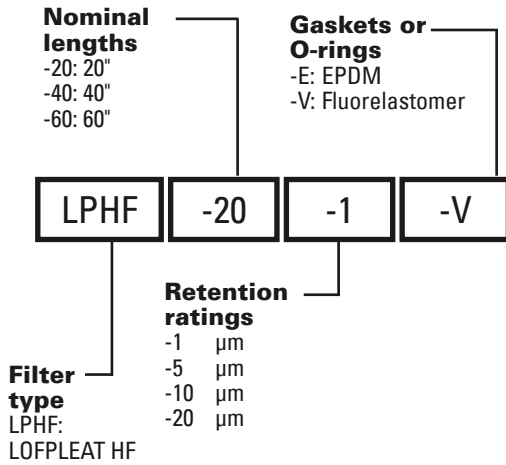 Nominal
lengths
-20: 20"
-40: 40"
-60: 60"
Gaskets or
O-rings
-E: EPDM
-V: Fluorelastomer
LPHF -20 -1 -V
Retention
ratings
-1 µm
-5 µm
-10 µm
-20 µm
Filter
type
LPHF:
LOFPLEAT HF